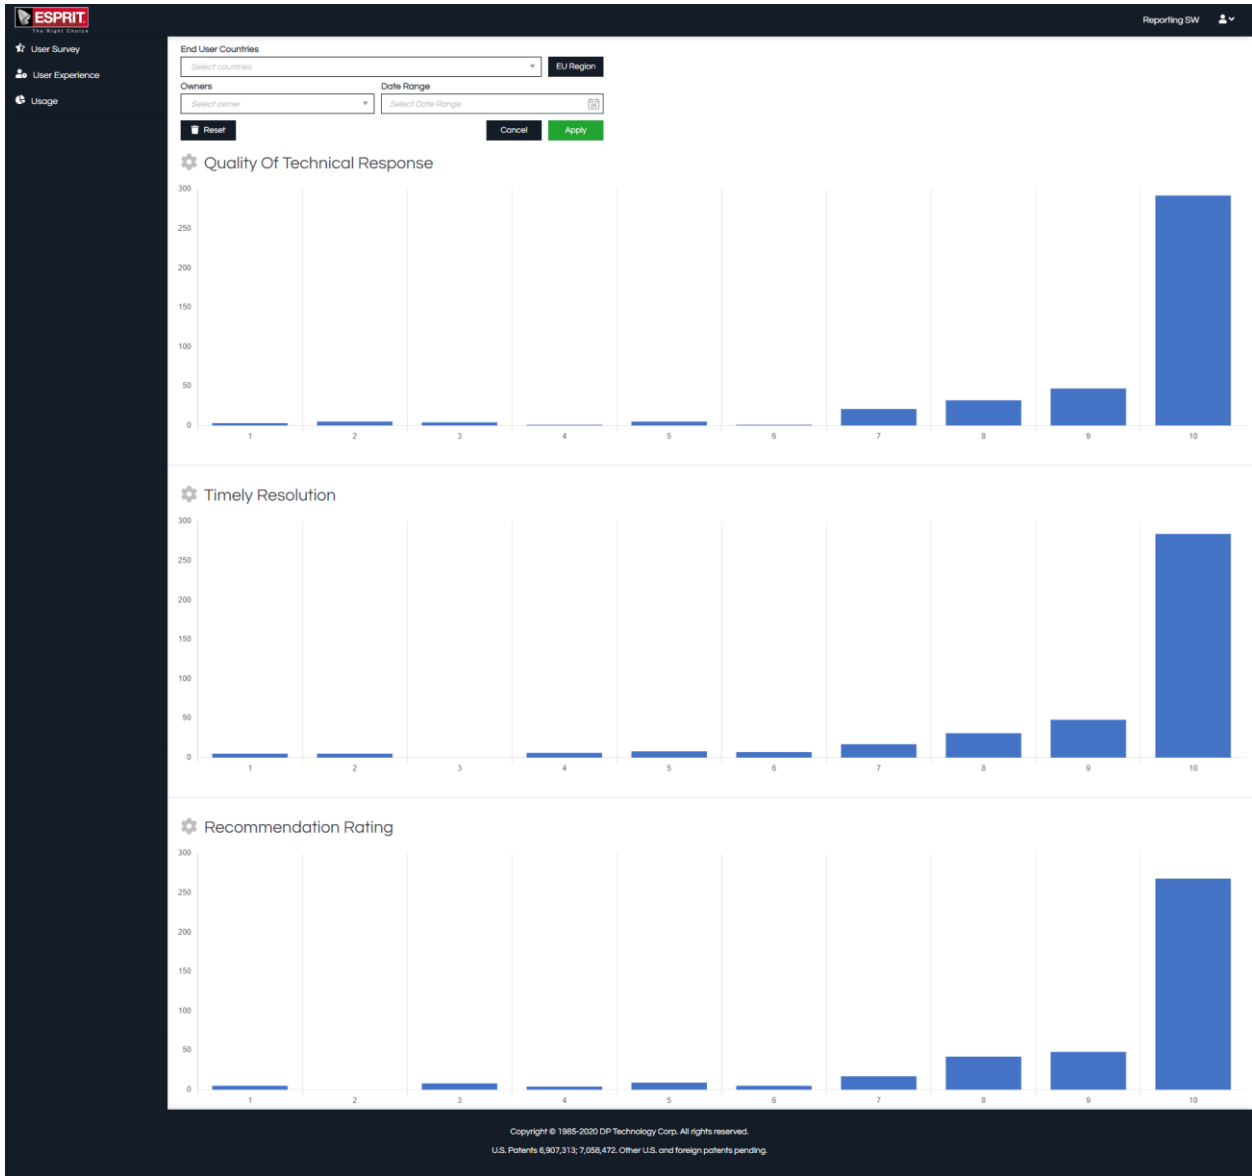 ESPRIT
The Right Choice
Reporting SW
User Survey
User Experience
Usage
End User Countries
Select countries
EU Region
Owners
Date Range
Select owner
Select Date Range
Reset
Cancel
Apply
Quality Of Technical Response
300
250
200
150
100
50
0
1 2 3 4 5 6 7 8 9 10
Timely Resolution
300
250
200
150
100
50
0
1 2 3 4 5 6 7 8 9 10
Recommendation Rating
300
250
200
150
100
50
0
1 2 3 4 5 6 7 8 9 10
Copyright © 1985-2020 DP Technology Corp. All rights reserved.
U.S. Patents 6,907,313; 7,058,472. Other U.S. and foreign patents pending.